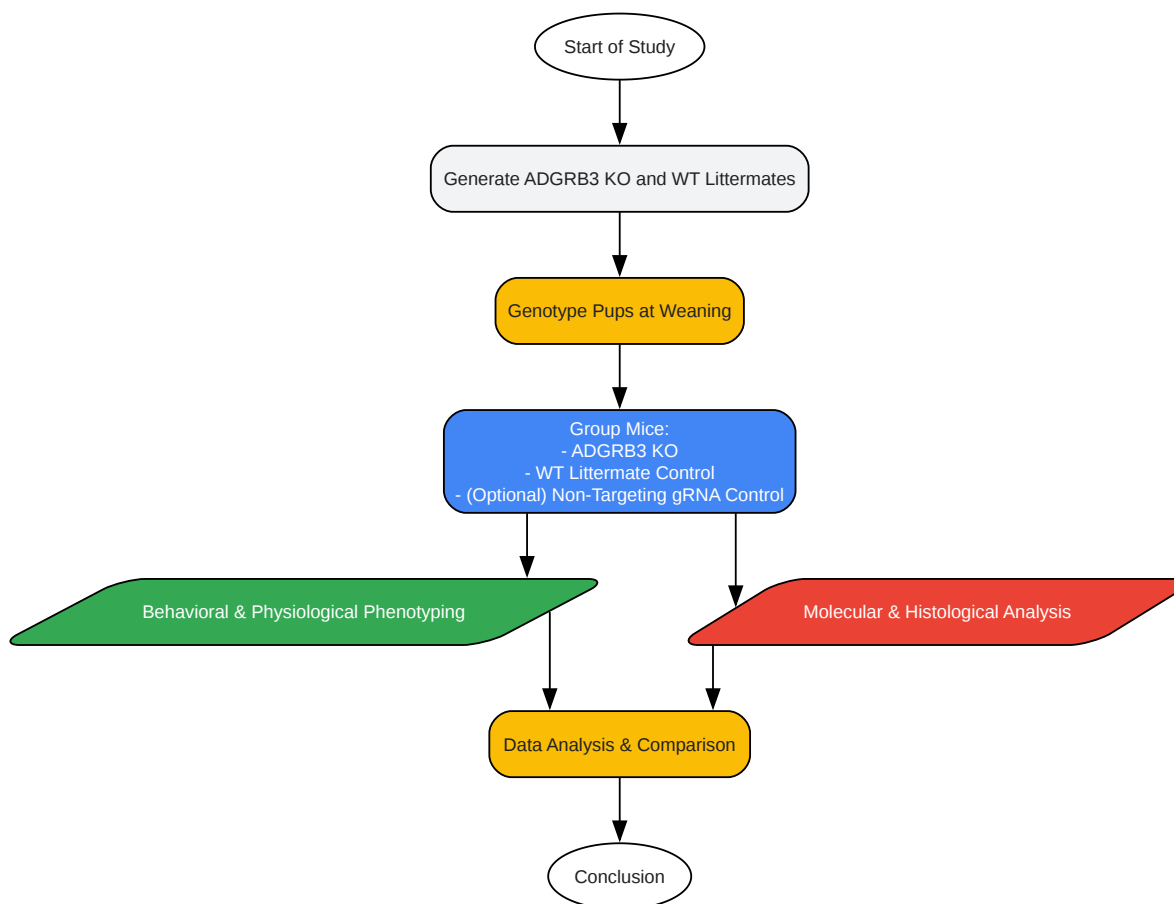 Start of Study
Generate ADGRB3 KO and WT Littermates
Genotype Pups at Weaning
Group Mice:
- ADGRB3 KO
- WT Littermate Control
- (Optional) Non-Targeting gRNA Control
Behavioral & Physiological Phenotyping
Molecular & Histological Analysis
Data Analysis & Comparison
Conclusion